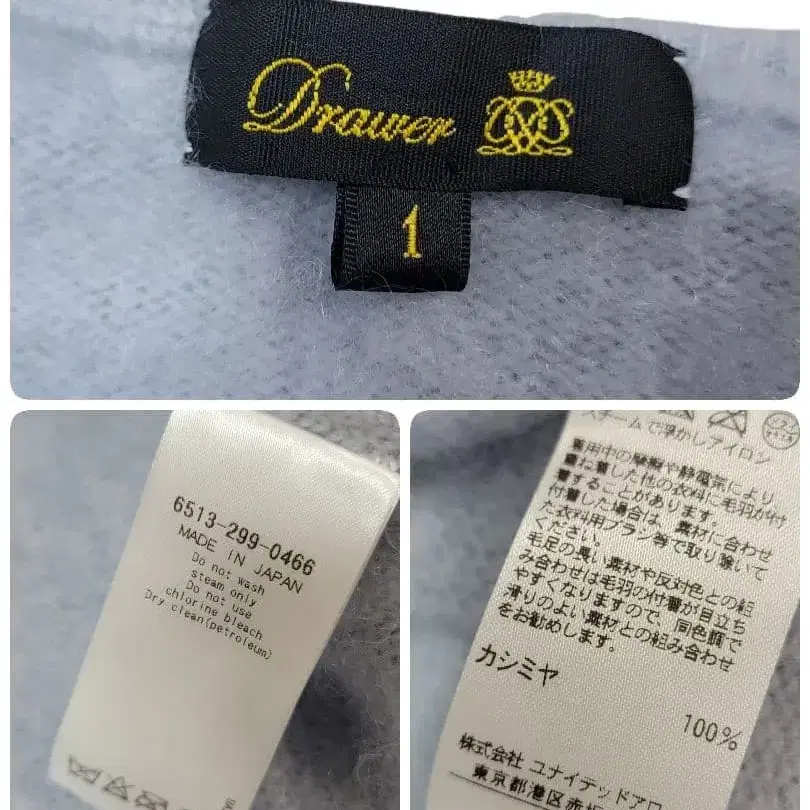 Drawer
1
6513-299-0466
MADE IN JAPAN
Do not wash
steam only
Do not use
chlorine bleach
Dry clean(petroleum)
スチームで浮かしアイロン
着用中の摩擦や静電気により、
重ね着した他の衣料に毛羽が付
着することがあります。
付着した場合は、素材に合わせ
た衣料用ブラシ等で取り除いて
ください。
毛足の長い素材や反対色との組
み合わせは毛羽の付着が目立ち
やすくなりますので、同色調で
滑りのよい素材との組み合わせ
をお勧めします。
カシミヤ
100%
株式会社 ユナイテッドアロ
東京都港区赤坂